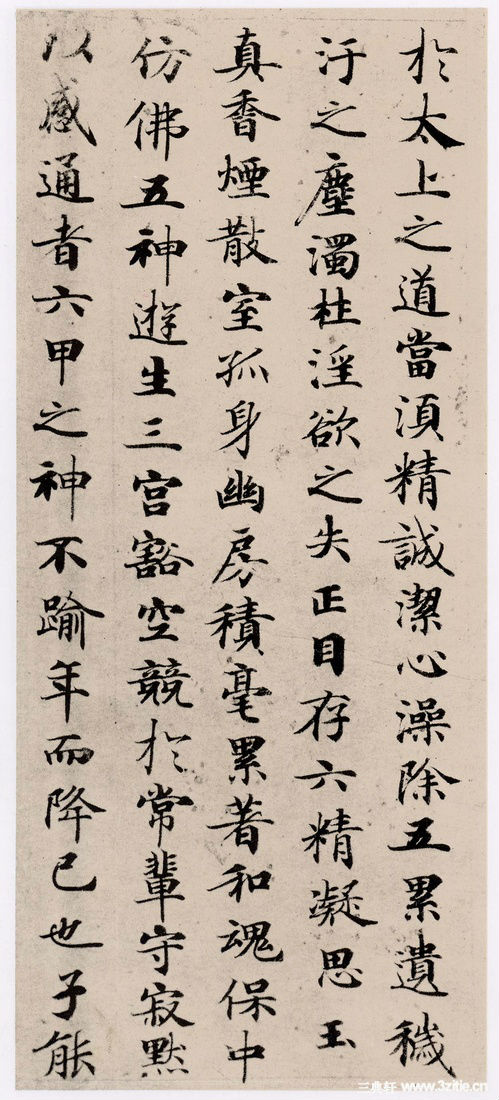 於太上之道當湏精誠潔心澡除五累遺穢
汙之塵濁杜淫欲之失正目存六精凝思玉
真香煙散室孤身幽房積毫累著和魂保中
仿佛五神遊生三宮豁空競於常輩守寂默
以感通者六甲之神不踰年而降已也子能
三典轩 www.3zitie.cn